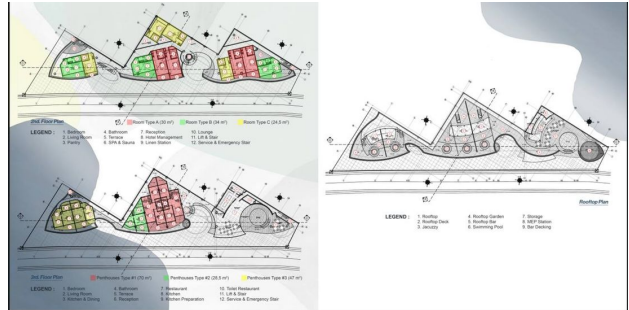 2nd. Floor Plan
Room Type A (30 m²)
Room Type B (34 m²)
Room Type C (24,5 m²)
LEGEND :
1. Bedroom
2. Living Room
3. Pantry
4. Bathroom
5. Terrace
6. SPA & Sauna
7. Reception
8. Hotel Management
9. Linen Station
10. Lounge
11. Lift & Stair
12. Service & Emergency Stair
3rd. Floor Plan
Penthouses Type #1 (70 m²)
Penthouses Type #2 (28,5 m²)
Penthouses Type #3 (47 m²)
LEGEND :
1. Bedroom
2. Living Room
3. Kitchen & Dining
4. Bathroom
5. Terrace
6. Reception
7. Restaurant
8. Kitchen
9. Kitchen Preparation
10. Toilet Restaurant
11. Lift & Stair
12. Service & Emergency Stair
Rooftop Plan
LEGEND :
1. Rooftop
2. Rooftop Deck
3. Jacuzzy
4. Rooftop Garden
5. Rooftop Bar
6. Swimming Pool
7. Storage
8. MEP Station
9. Bar Decking